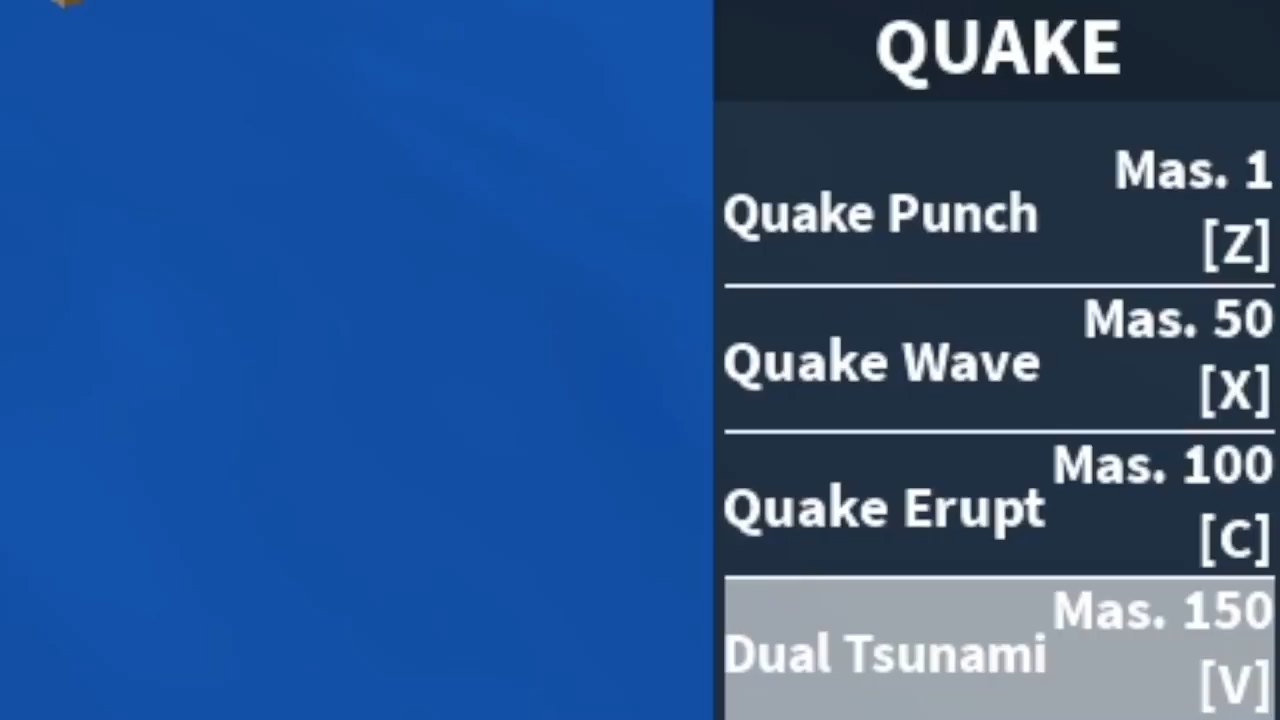 QUAKE
Mas. 1
Quake Punch
[Z]
Mas. 50
Quake Wave
[X]
Mas. 100
Quake Erupt
[C]
Mas. 150
Dual Tsunami
[V]